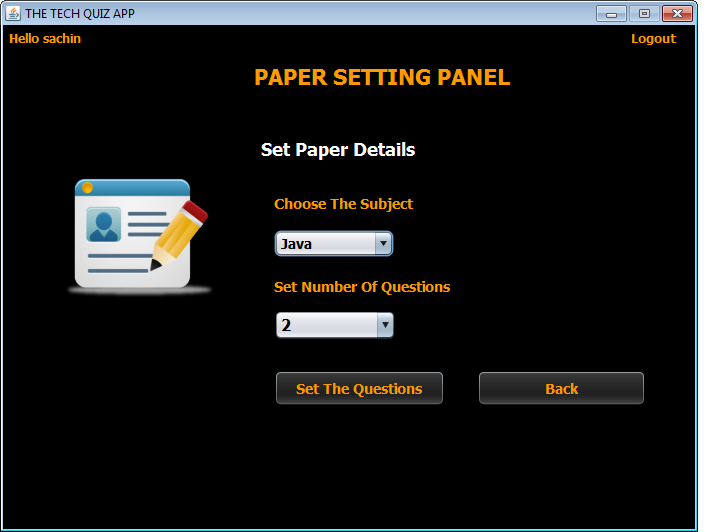 THE TECH QUIZ APP
Hello sachin
Logout
PAPER SETTING PANEL
Set Paper Details
Choose The Subject
Java
Set Number Of Questions
2
Set The Questions
Back